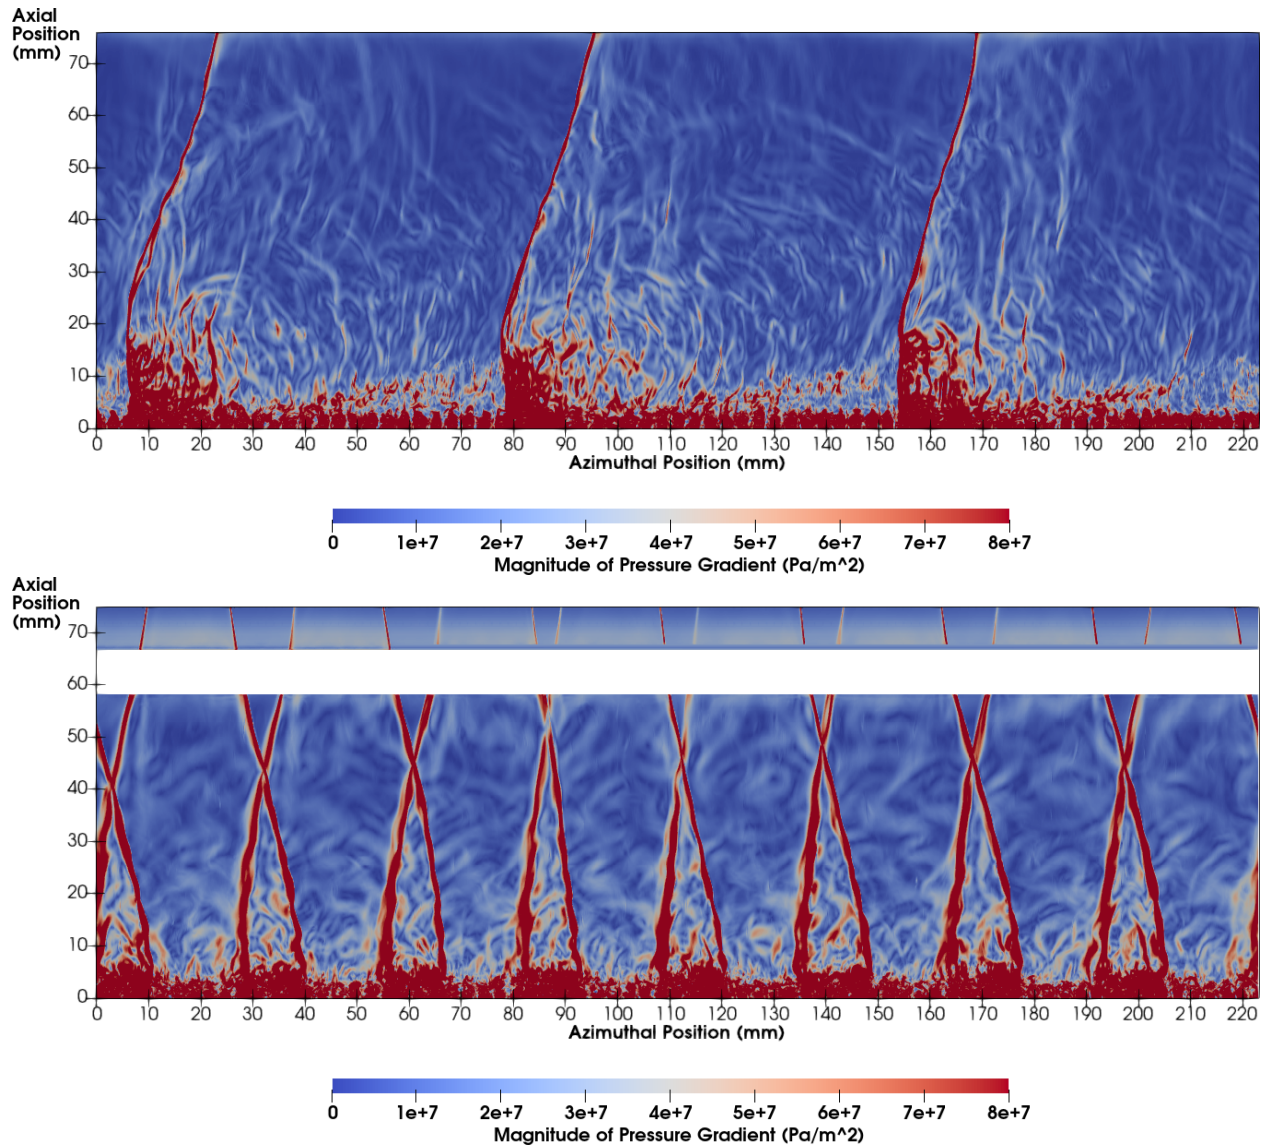 Axial
Position
(mm)
70
60
50
40
30
20
10
0
0 10 20 30 40 50 60 70 80 90 100 110 120 130 140 150 160 170 180 190 200 210 220
Azimuthal Position (mm)
0 1e+7 2e+7 3e+7 4e+7 5e+7 6e+7 7e+7 8e+7
Magnitude of Pressure Gradient (Pa/m^2)
Axial
Position
(mm)
70
60
50
40
30
20
10
0
0 10 20 30 40 50 60 70 80 90 100 110 120 130 140 150 160 170 180 190 200 210 220
Azimuthal Position (mm)
0 1e+7 2e+7 3e+7 4e+7 5e+7 6e+7 7e+7 8e+7
Magnitude of Pressure Gradient (Pa/m^2)